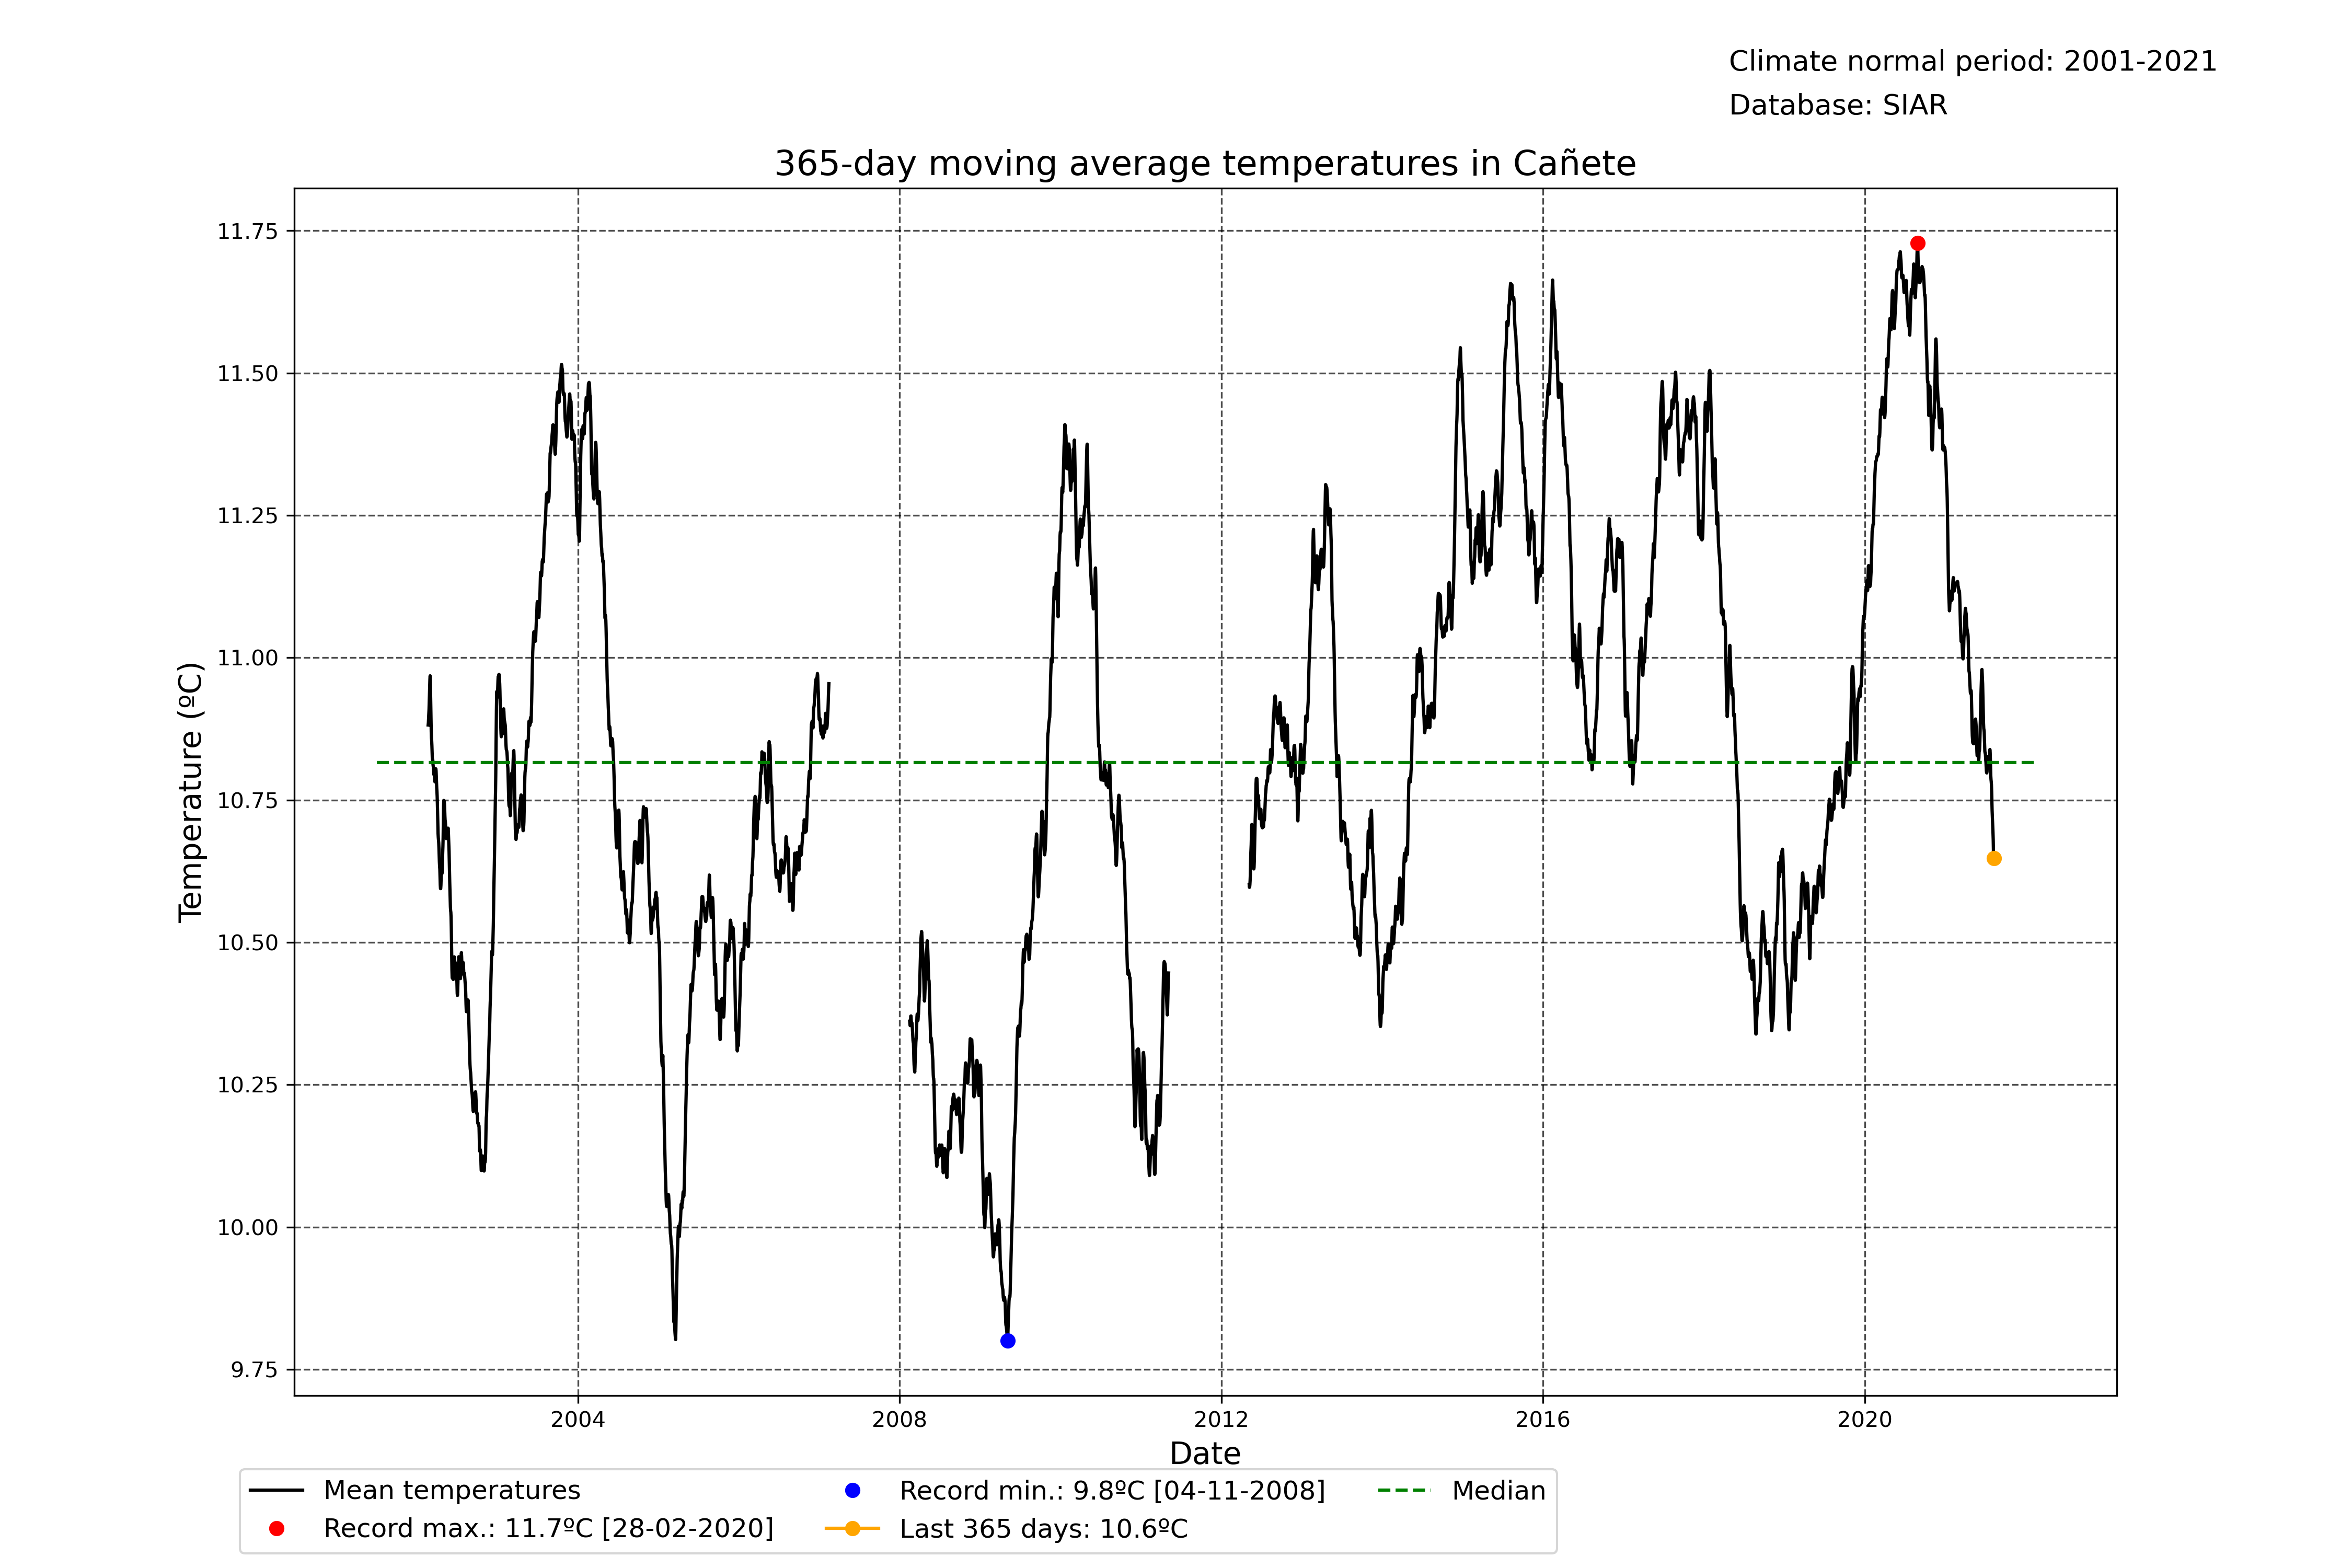 Climate normal period: 2001-2021
Database: SIAR
365-day moving average temperatures in Cañete
11.75
11.50
11.25
11.00
10.75
10.50
10.25
10.00
9.75
Temperature (ºC)
2004
2008
2012
2016
2020
Date
Mean temperatures
Record max.: 11.7ºC [28-02-2020]
Record min.: 9.8ºC [04-11-2008]
Last 365 days: 10.6ºC
Median